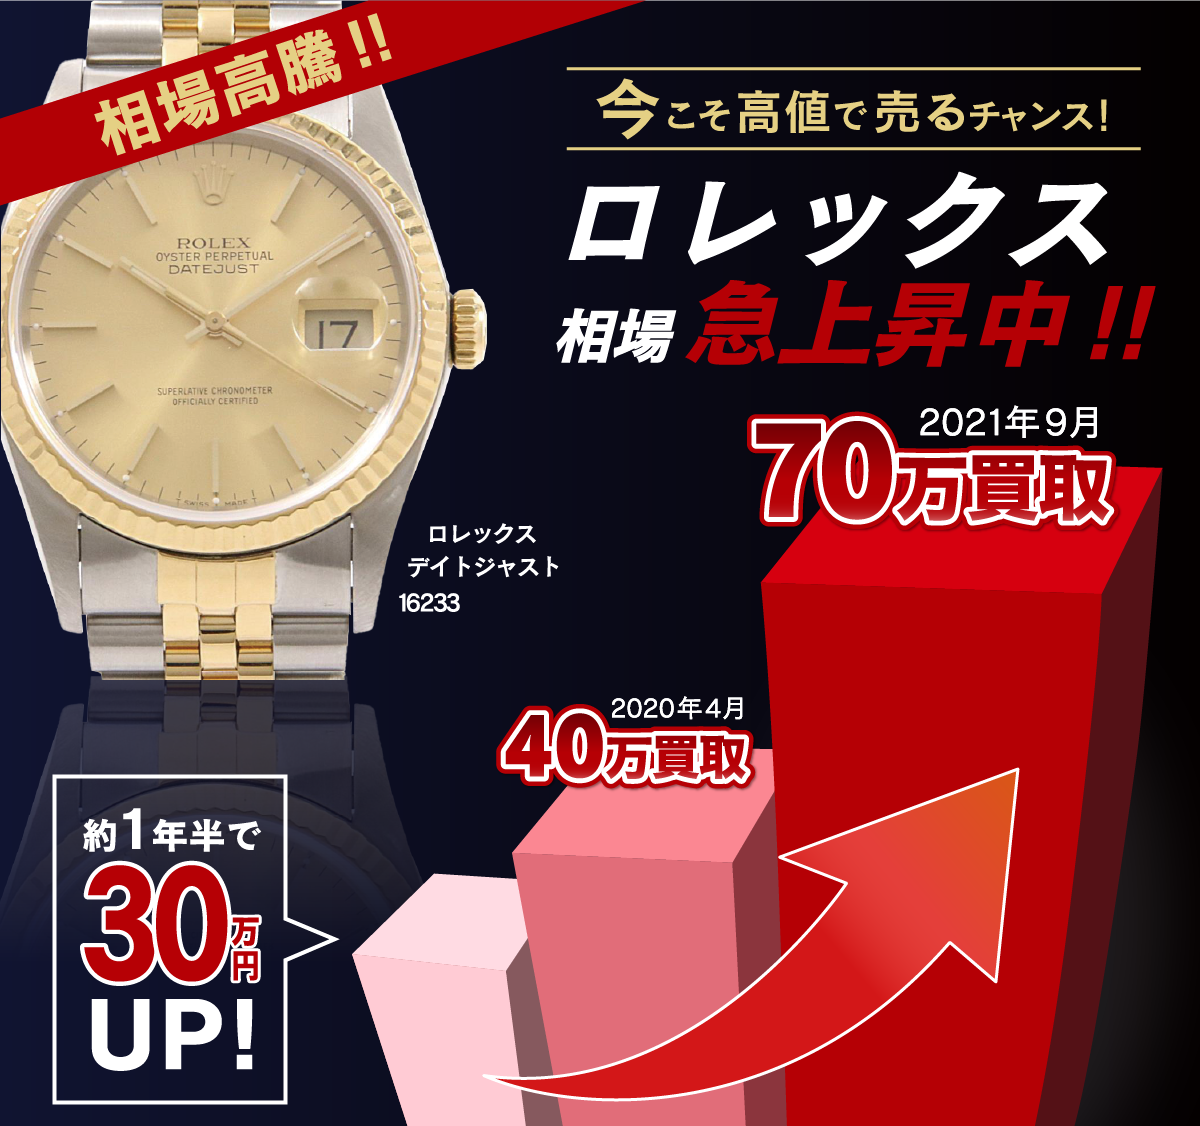 相場高騰!!
今こそ高値で売るチャンス!
ロレックス
相場急上昇中!!
ROLEX
OYSTER PERPETUAL
DATEJUST
17
SUPERLATIVE CHRONOMETER
OFFICIALLY CERTIFIED
SWISS MADE
ロレックス
デイトジャスト
16233
2021年9月
70万買取
2020年4月
40万買取
約1年半で
30万円
UP!